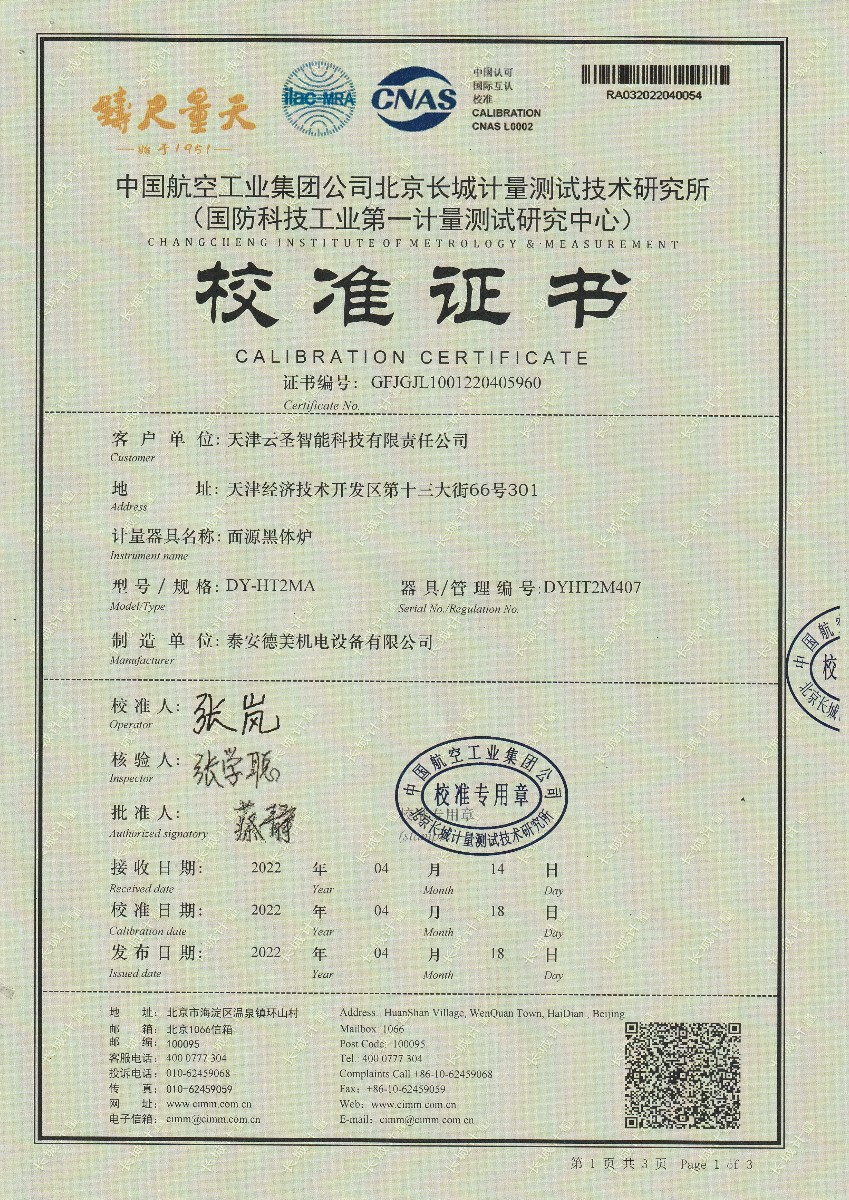 铸尺量天
始于1951
ilac-MRA
CNAS
中国认可
国际互认
校准
CALIBRATION
CNAS L0002
RA032022040054
中国航空工业集团公司北京长城计量测试技术研究所
（国防科技工业第一计量测试研究中心）
CHANGCHENG INSTITUTE OF METROLOGY & MEASUREMENT
校准证书
CALIBRATION CERTIFICATE
证书编号： GFJGJL1001220405960
Certificate No.
客户单位：天津云圣智能科技有限责任公司
Customer
地址：天津经济技术开发区第十三大街66号301
Address
计量器具名称：面源黑体炉
Instrument name
型号/规格：DY-HT2MA 器具/管理编号：DYHT2M407
Model/Type Serial No./Regulation No.
制造单位：泰安德美机电设备有限公司
Manufacturer
校准人：张岚
Operator
核验人：张学聪
Inspector
批准人：
Authorized signatory
中国航空工业集团公司
校准专用章
北京长城计量测试技术研究所
接收日期： 2022 年 04 月 14 日
Received date Year Month Day
校准日期： 2022 年 04 月 18 日
Calibration date Year Month Day
发布日期： 2022 年 04 月 18 日
Issued date Year Month Day
地址：北京市海淀区温泉镇环山村 Address: HuanShan Village, WenQuan Town, HaiDian , Beijing
邮箱：北京1066信箱 Mailbox: 1066
邮编：100095 Post Code: 100095
客服电话：400 0777 304 Tel.: 400 0777 304
投诉电话：010-62459068 Complaints Call +86-10-62459068
传真：010-62459059 Fax: +86-10-62459059
网址：www.cimm.com.cn Web: www.cimm.com.cn
电子信箱：cimm@cimm.com.cn E-mail: cimm@cimm.com.cn
第 1 页 共 3 页 Page 1 of 3